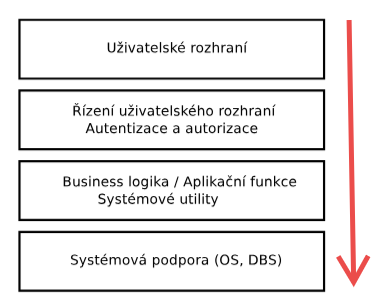 Uživatelské rozhraní
Řízení uživatelského rozhraní
Autentizace a autorizace
Business logika / Aplikační funkce
Systémové utility
Systémová podpora (OS, DBS)